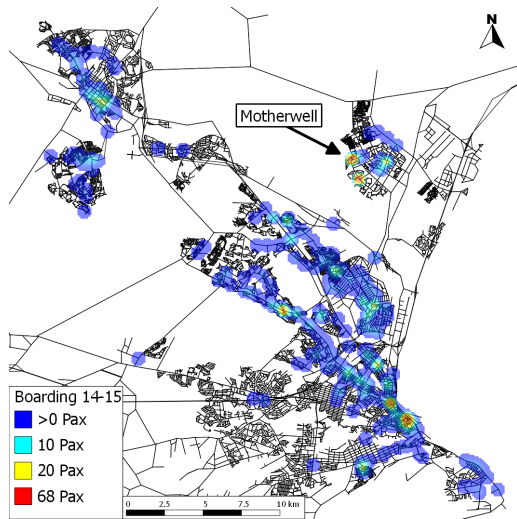 N
Motherwell
Boarding 14-15
>0 Pax
10 Pax
20 Pax
68 Pax
0 2.5 5 7.5 10 km